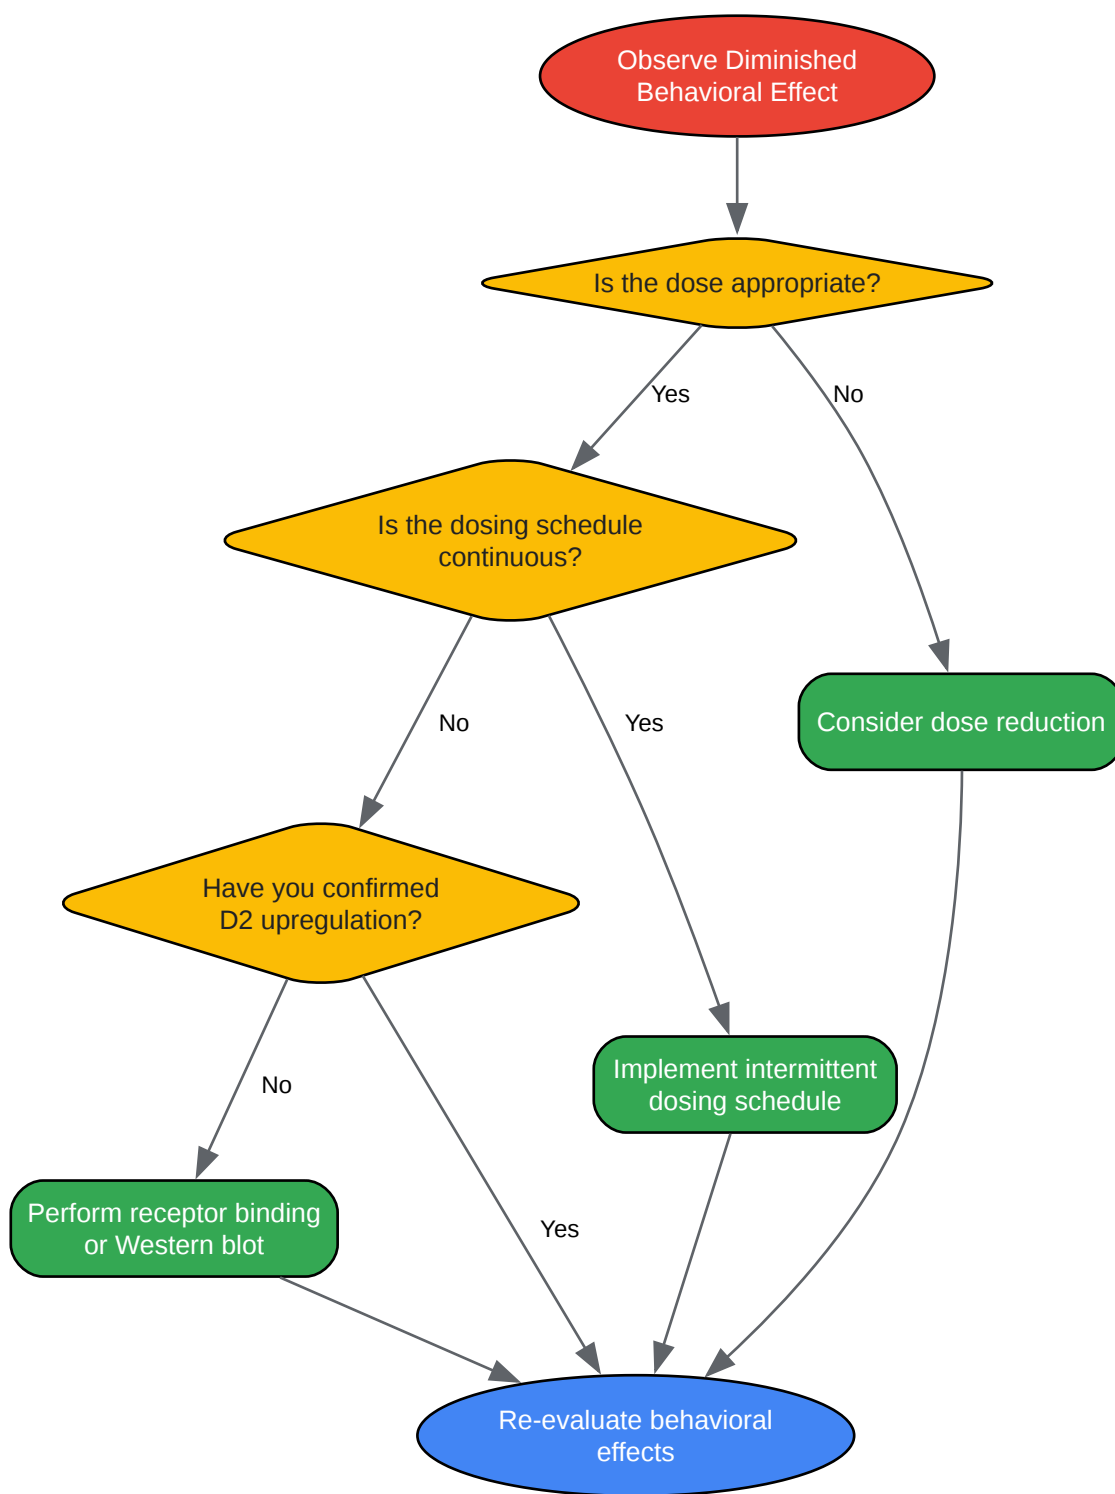 Observe Diminished
Behavioral Effect
Is the dose appropriate?
Yes
No
Is the dosing schedule
continuous?
No
Yes
Consider dose reduction
Have you confirmed
D2 upregulation?
No
Yes
Implement intermittent
dosing schedule
Perform receptor binding
or Western blot
Re-evaluate behavioral
effects